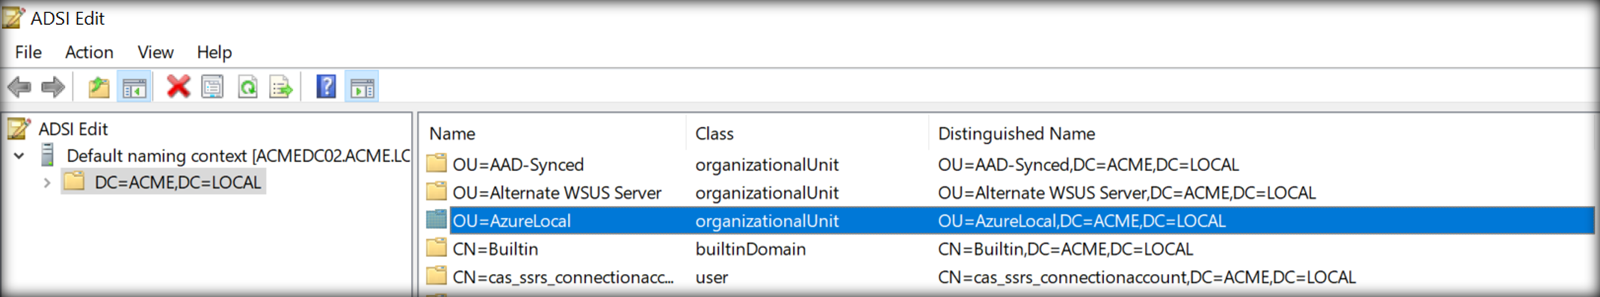 ADSI Edit
File Action View Help
ADSI Edit
Default naming context [ACMEDC02.ACME.LC
DC=ACME,DC=LOCAL
Name Class Distinguished Name
OU=AAD-Synced organizationalUnit OU=AAD-Synced,DC=ACME,DC=LOCAL
OU=Alternate WSUS Server organizationalUnit OU=Alternate WSUS Server,DC=ACME,DC=LOCAL
OU=AzureLocal organizationalUnit OU=AzureLocal,DC=ACME,DC=LOCAL
CN=Builtin builtinDomain CN=Builtin,DC=ACME,DC=LOCAL
CN=cas_ssrs_connectionacc... user CN=cas_ssrs_connectionaccount,DC=ACME,DC=LOCAL